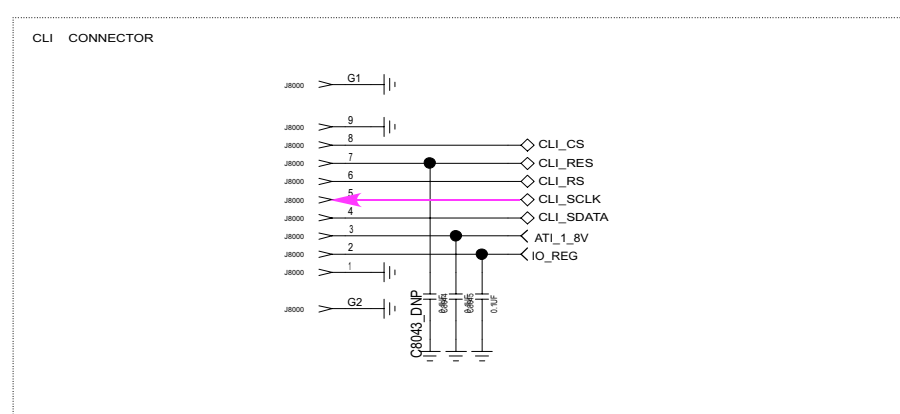 CLI CONNECTOR
J8000 G1
J8000 9
J8000 8 CLI_CS
J8000 7 CLI_RES
J8000 6 CLI_RS
J8000 5 CLI_SCLK
J8000 4 CLI_SDATA
J8000 3 ATI_1_8V
J8000 2 IO_REG
J8000 1
J8000 G2
C8043_DNP
0.1UF